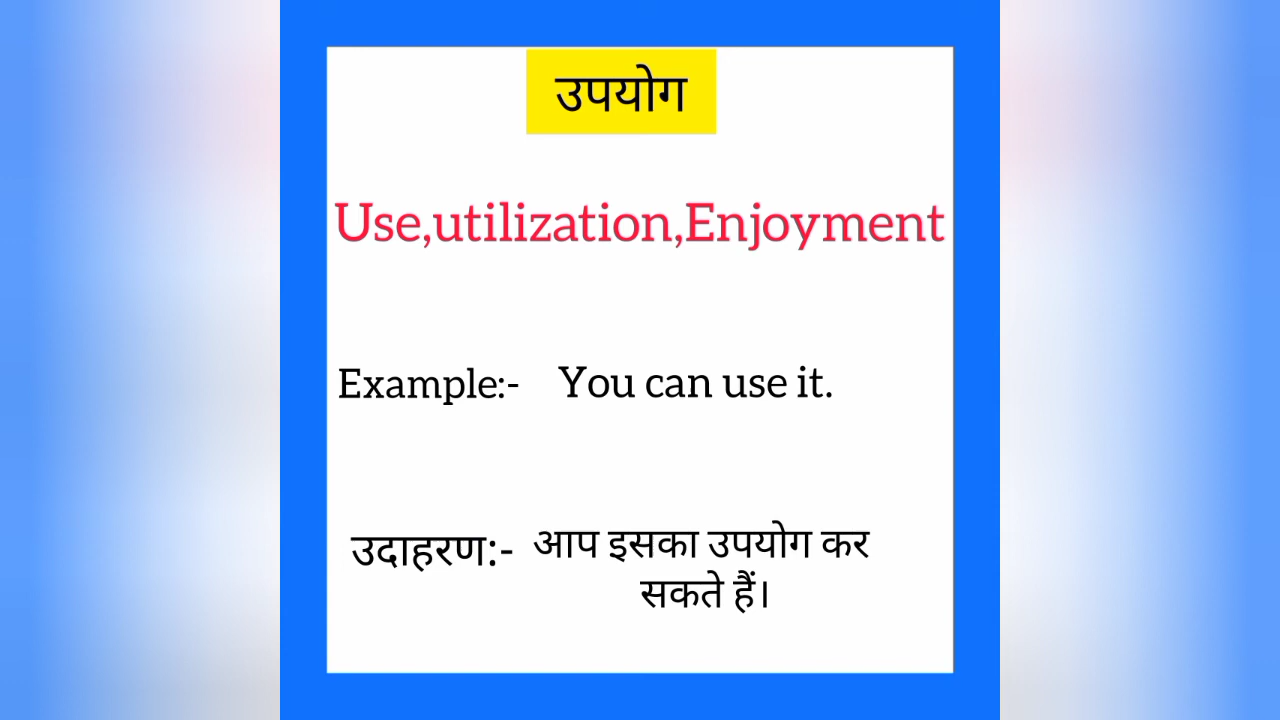 उपयोग
Use,utilization,Enjoyment
Example:- You can use it.
उदाहरण:- आप इसका उपयोग कर
सकते हैं।